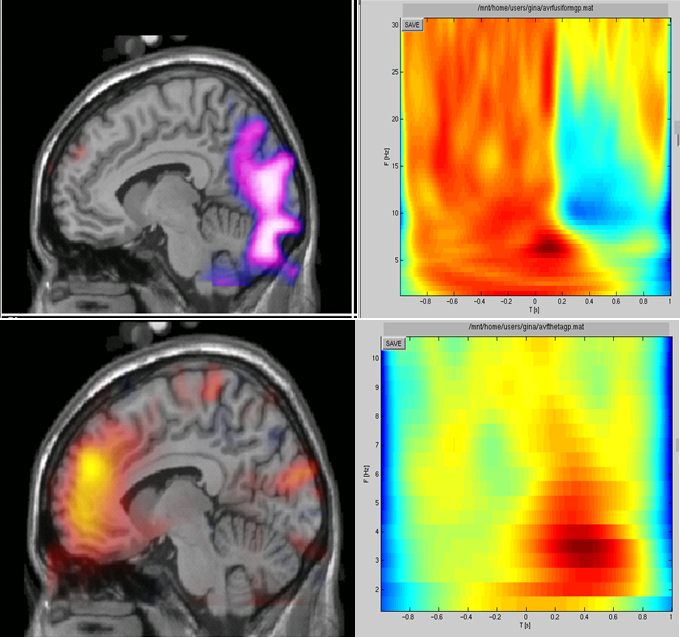 /mnt/home/users/gina/avrfusiformgp.mat
SAVE
30
25
20
15
10
5
F [Hz]
−0.8 −0.6 −0.4 −0.2 0 0.2 0.4 0.6 0.8 1
T [s]
/mnt/home/users/gina/avfthetagp.mat
SAVE
10
9
8
7
6
5
4
3
2
F [Hz]
−0.8 −0.6 −0.4 −0.2 0 0.2 0.4 0.6 0.8 1
T [s]